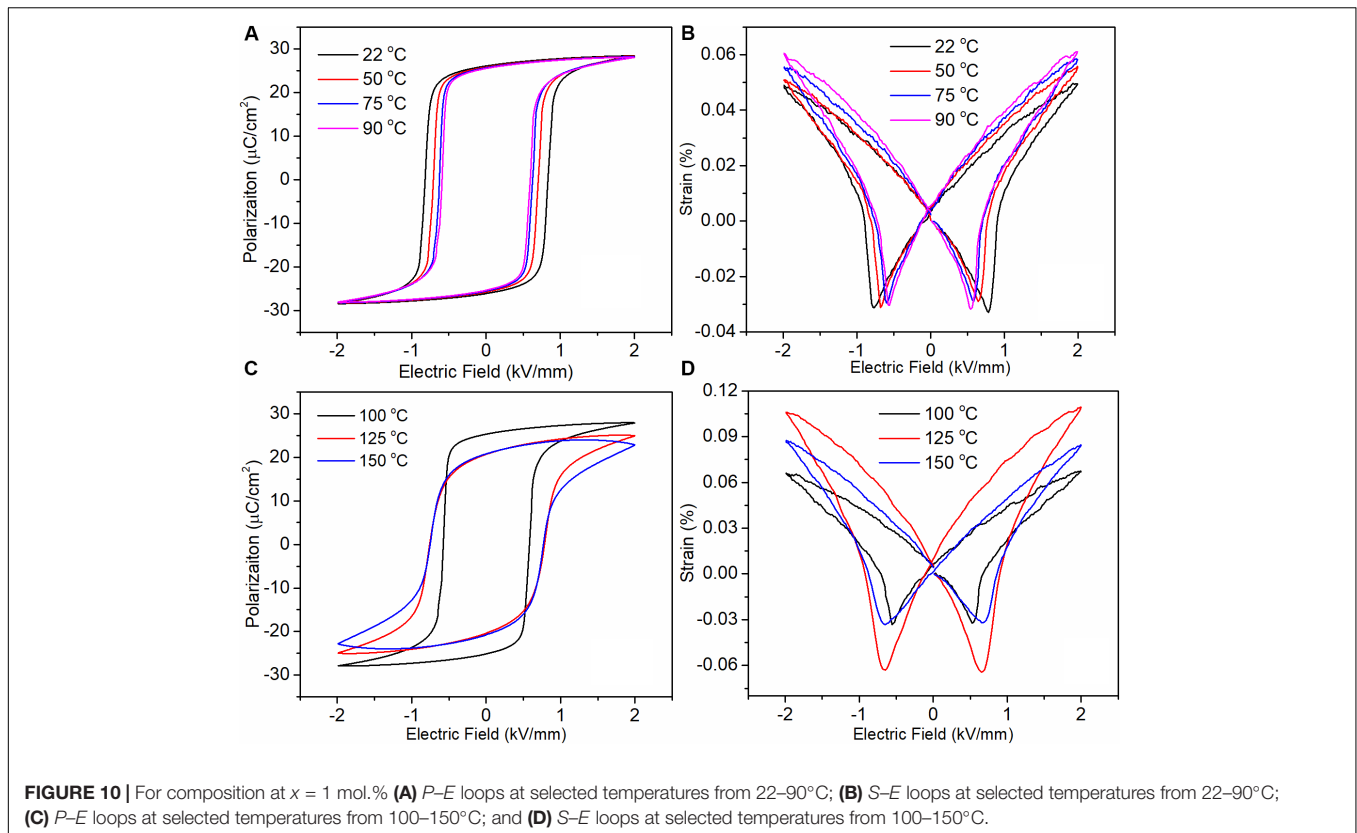 A
30
20
10
0
-10
-20
-30
Polarizaiton (μC/cm²)
22 °C
50 °C
75 °C
90 °C
-2 -1 0 1 2
Electric Field (kV/mm)
B
0.06
0.04
0.02
0.00
-0.02
-0.04
Strain (%)
22 °C
50 °C
75 °C
90 °C
-2 -1 0 1 2
Electric Field (kV/mm)
C
30
20
10
0
-10
-20
-30
Polarizaiton (μC/cm²)
100 °C
125 °C
150 °C
-2 -1 0 1 2
Electric Field (kV/mm)
D
0.12
0.09
0.06
0.03
0.00
-0.03
-0.06
Strain (%)
100 °C
125 °C
150 °C
-2 -1 0 1 2
Electric Field (kV/mm)
FIGURE 10 | For composition at x = 1 mol.% (A) P–E loops at selected temperatures from 22–90°C; (B) S–E loops at selected temperatures from 22–90°C;
(C) P–E loops at selected temperatures from 100–150°C; and (D) S–E loops at selected temperatures from 100–150°C.